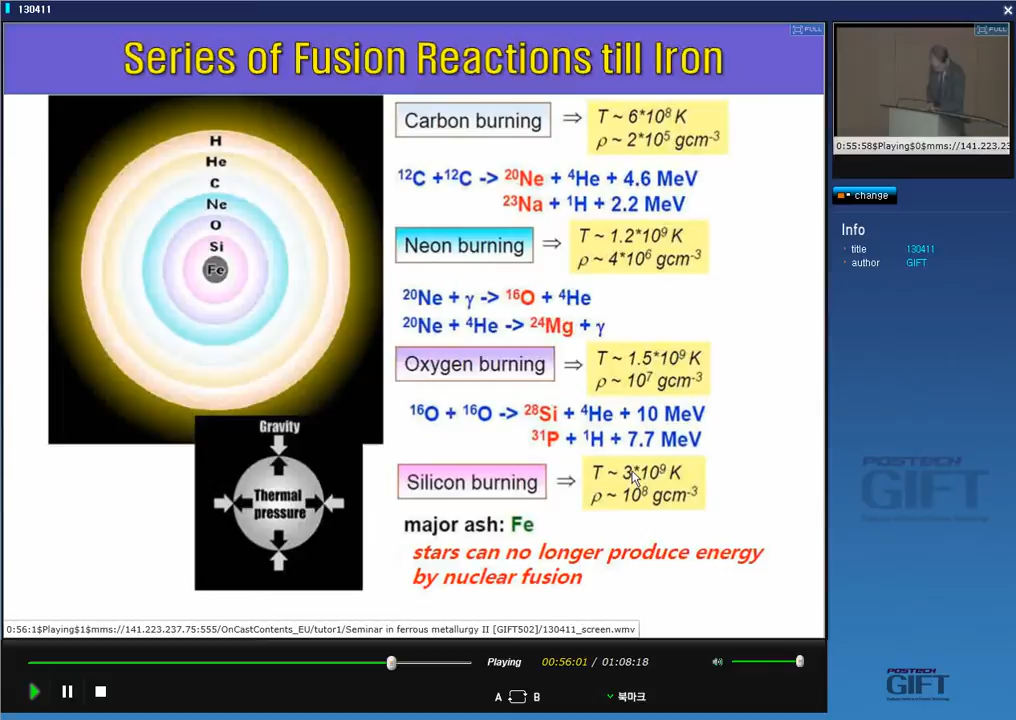 130411
Series of Fusion Reactions till Iron
FULL
FULL
H
He
C
Ne
O
Si
Fe
Carbon burning ⇒ T ~ 6*10⁸ K
ρ ~ 2*10⁵ gcm⁻³
¹²C +¹²C -> ²⁰Ne + ⁴He + 4.6 MeV
²³Na + ¹H + 2.2 MeV
Neon burning ⇒ T ~ 1.2*10⁹ K
ρ ~ 4*10⁶ gcm⁻³
²⁰Ne + γ -> ¹⁶O + ⁴He
²⁰Ne + ⁴He -> ²⁴Mg + γ
Oxygen burning ⇒ T ~ 1.5*10⁹ K
ρ ~ 10⁷ gcm⁻³
¹⁶O + ¹⁶O -> ²⁸Si + ⁴He + 10 MeV
³¹P + ¹H + 7.7 MeV
Silicon burning ⇒ T ~ 3*10⁹ K
ρ ~ 10⁸ gcm⁻³
major ash: Fe
stars can no longer produce energy
by nuclear fusion
Gravity
Thermal
pressure
0:56:1$Playing$1$mms://141.223.237.75:555/OnCastContents_EU/tutor1/Seminar in ferrous metallurgy II [GIFT502]/130411_screen.wmv
0:55:58$Playing$0$mms://141.223.23
change
Info
title 130411
author GIFT
POSTECH
GIFT
Playing 00:56:01 / 01:08:18
A B 북마크
POSTECH
GIFT